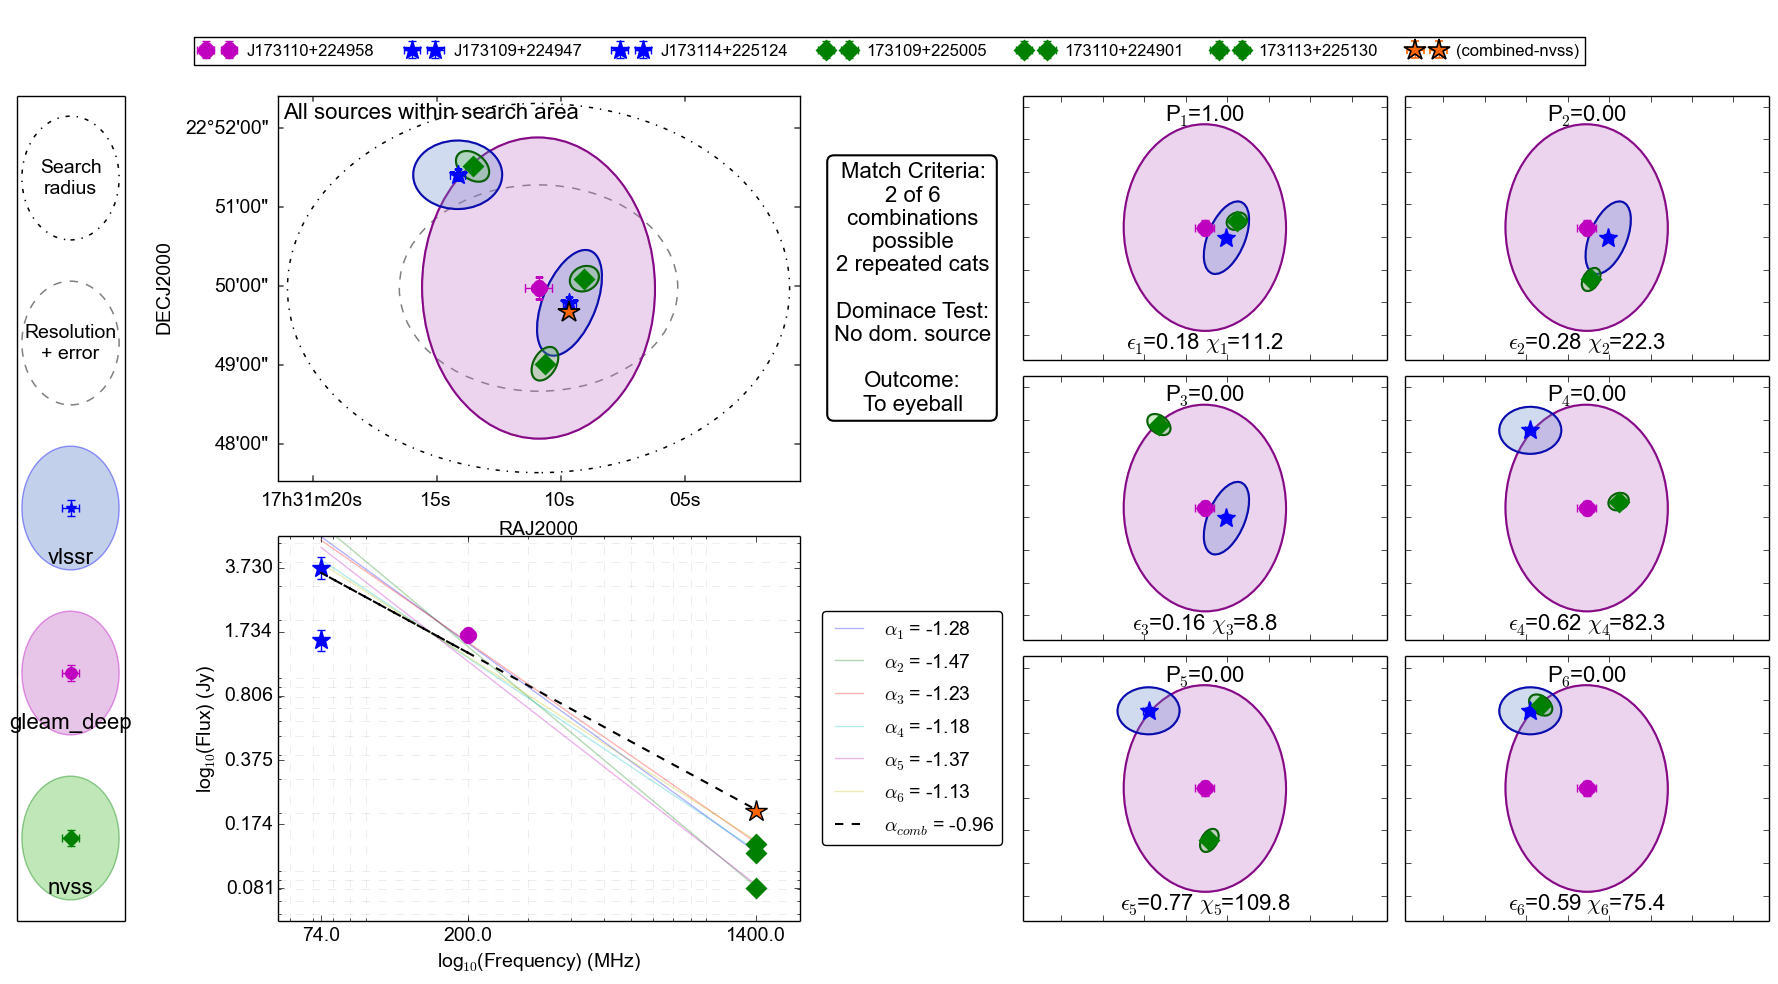 J173110+224958 J173109+224947 J173114+225124 173109+225005 173110+224901 173113+225130 (combined-nvss)
Search
radius
Resolution
+ error
vlssr
gleam_deep
nvss
All sources within search area
DECJ2000
22°52'00"
51'00"
50'00"
49'00"
48'00"
17h31m20s 15s 10s 05s
RAJ2000
log10(Flux) (Jy)
3.730
1.734
0.806
0.375
0.174
0.081
74.0 200.0 1400.0
log10(Frequency) (MHz)
Match Criteria:
2 of 6
combinations
possible
2 repeated cats
Dominace Test:
No dom. source
Outcome:
To eyeball
α1 = -1.28
α2 = -1.47
α3 = -1.23
α4 = -1.18
α5 = -1.37
α6 = -1.13
αcomb = -0.96
P1=1.00
ϵ1=0.18 χ1=11.2
P2=0.00
ϵ2=0.28 χ2=22.3
P3=0.00
ϵ3=0.16 χ3=8.8
P4=0.00
ϵ4=0.62 χ4=82.3
P5=0.00
ϵ5=0.77 χ5=109.8
P6=0.00
ϵ6=0.59 χ6=75.4